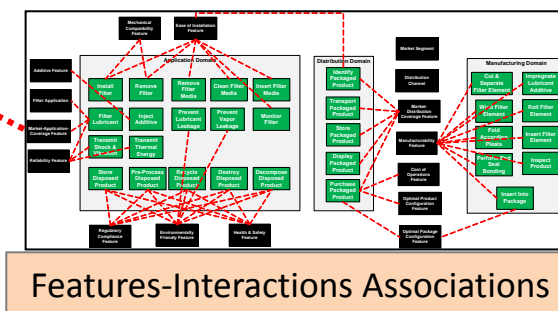 Mechanical
Compatibility
Feature
Ease of Installation
Feature
Application Domain
Distribution Domain
Market Segment
Manufacturing Domain
Additive Feature
Filter Application
Market-Application-
Coverage Feature
Reliability Feature
Install
Filter
Remove
Filter
Remove
Filter
Media
Clean Filter
Media
Insert Filter
Media
Filter
Lubricant
Inject
Additive
Prevent
Lubricant
Leakage
Prevent
Vapor
Leakage
Monitor
Filter
Transmit
Shock &
Transmit
Thermal
Energy
Store
Disposed
Product
Pre-Process
Disposed
Product
Recycle
Disposed
Product
Destroy
Disposed
Product
Decompose
Disposed
Product
Regulatory
Compliance
Feature
Environmentally
Friendly Feature
Health & Safety
Feature
Identify
Packaged
Product
Transport
Packaged
Product
Store
Packaged
Product
Display
Packaged
Product
Purchase
Packaged
Product
Distribution
Channel
Market-
Distribution
Coverage Feature
Manufacturability
Feature
Cost of
Operations
Feature
Optimal Product
Configuration
Feature
Optimal Package
Configuration
Feature
Cut &
Separate
Filter Element
Impregnate
Lubricant
Additive
Filter
Element
Roll Filter
Element
Fold
Pleats
Insert Filter
Element
Seal
Bonding
Inspect
Product
Insert Into
Package
Features-Interactions Associations